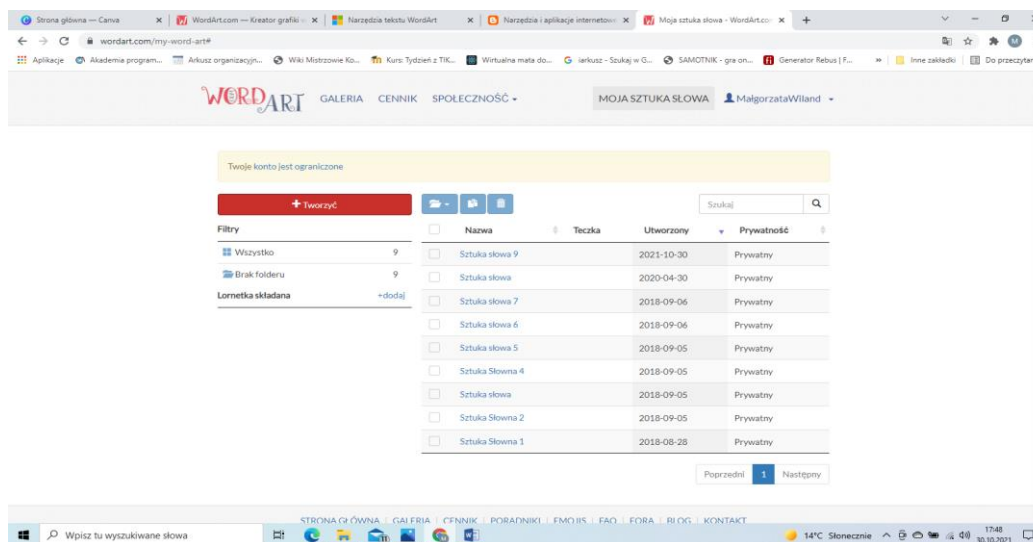 Strona główna — Canva
WordArt.com — Kreator grafiki
Narzędzia tekstu WordArt
Narzędzia i aplikacje internetowe
Moja sztuka słowa - WordArt.co
wordart.com/my-word-art#
Aplikacje Akademia program... Arkusz organizacyjn... Wiki Mistrzowie Ko... Kurs: Tydzień z TIK... Wirtualna mata do... iarkusz - Szukaj w G... SAMOTNIK - gra on... Generator Rebus | F... » Inne zakładki Do przeczytan
WORD ART GALERIA CENNIK SPOŁECZNOŚĆ MOJA SZTUKA SŁOWA MałgorzataWiland
Twoje konto jest ograniczone
+ Tworzyć
Szukaj
Filtry
Wszystko 9
Brak folderu 9
Lornetka składana +dodaj
Nazwa Teczka Utworzony Prywatność
Sztuka słowa 9 2021-10-30 Prywatny
Sztuka słowa 2020-04-30 Prywatny
Sztuka słowa 7 2018-09-06 Prywatny
Sztuka słowa 6 2018-09-06 Prywatny
Sztuka słowa 5 2018-09-05 Prywatny
Sztuka Słowna 4 2018-09-05 Prywatny
Sztuka słowa 2018-09-05 Prywatny
Sztuka Słowna 2 2018-09-05 Prywatny
Sztuka Słowna 1 2018-08-28 Prywatny
Poprzedni 1 Następny
STRONA GŁÓWNA | GALERIA | CENNIK | PORADNIKI | EMOJIS | FAQ | FORA | BLOG | KONTAKT
Wpisz tu wyszukiwane słowa
14°C Słonecznie
17:48
30.10.2021